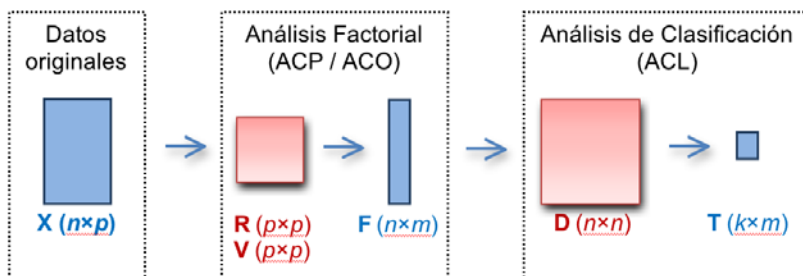 Datos
originales
X (n×p)
Análisis Factorial
(ACP / ACO)
R (p×p)
V (p×p)
F (n×m)
Análisis de Clasificación
(ACL)
D (n×n)
T (k×m)